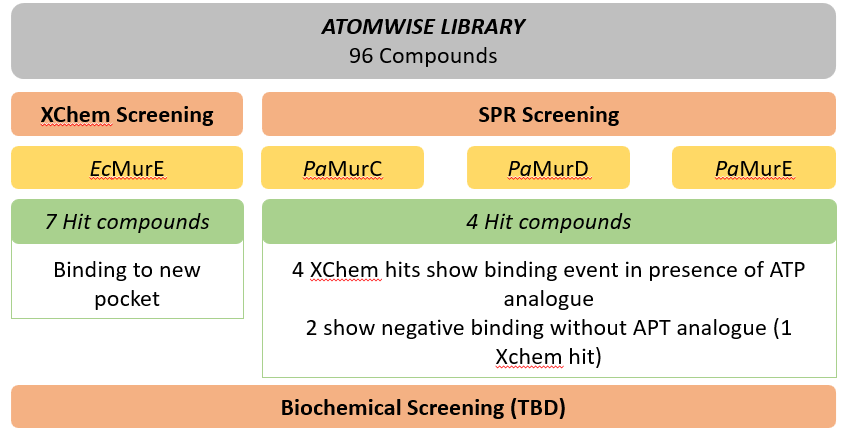 ATOMWISE LIBRARY
96 Compounds
XChem Screening
SPR Screening
EcMurE
PaMurC
PaMurD
PaMurE
7 Hit compounds
4 Hit compounds
Binding to new
pocket
4 XChem hits show binding event in presence of ATP
analogue
2 show negative binding without APT analogue (1
Xchem hit)
Biochemical Screening (TBD)